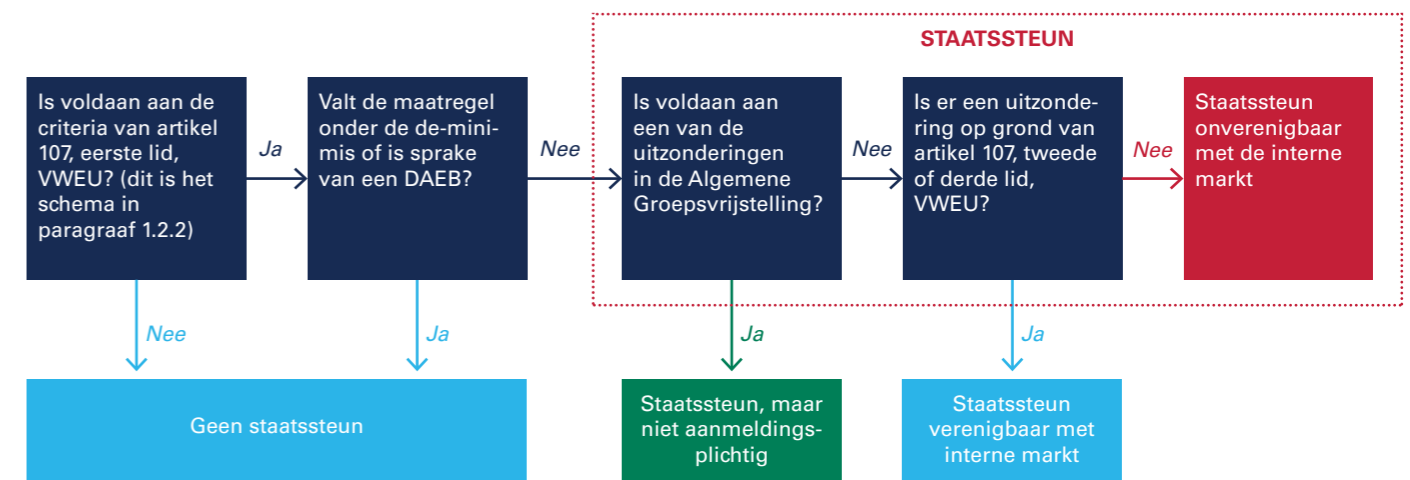 STAATSSTEUN
Is voldaan aan de
criteria van artikel
107, eerste lid,
VWEU? (dit is het
schema in
paragraaf 1.2.2)
Ja
Valt de maatregel
onder de de-mini-
mis of is sprake
van een DAEB?
Nee
Is voldaan aan
een van de
uitzonderingen
in de Algemene
Groepsvrijstelling?
Nee
Is er een uitzonde-
ring op grond van
artikel 107, tweede
of derde lid,
VWEU?
Nee
Staatssteun
onverenigbaar
met de interne
markt
Nee
Ja
Ja
Ja
Geen staatssteun
Staatssteun, maar
niet aanmeldings-
plichtig
Staatssteun
verenigbaar met
interne markt